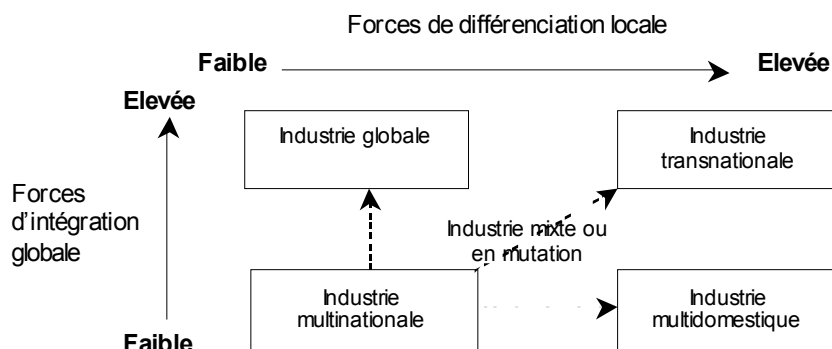 Forces de différenciation locale
Faible
Elevée
Elevée
Industrie globale
Industrie
transnationale
Forces
d'intégration
globale
Industrie mixte ou
en mutation
Industrie
multinationale
Industrie
multidomestique
Faible